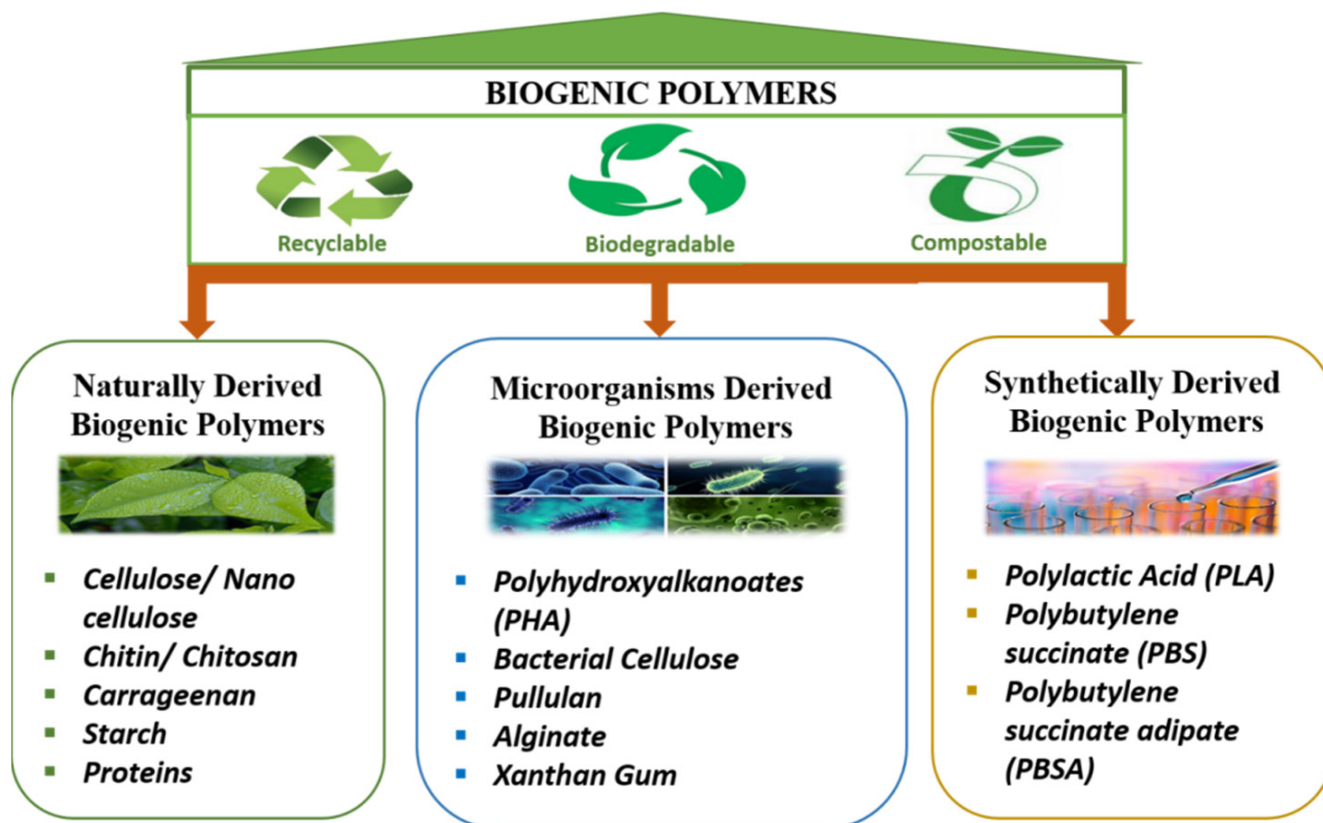 BIOGENIC POLYMERS
Recyclable
Biodegradable
Compostable
Naturally Derived
Biogenic Polymers
▪ Cellulose/ Nano
cellulose
▪ Chitin/ Chitosan
▪ Carrageenan
▪ Starch
▪ Proteins
Microorganisms Derived
Biogenic Polymers
▪ Polyhydroxyalkanoates
(PHA)
▪ Bacterial Cellulose
▪ Pullulan
▪ Alginate
▪ Xanthan Gum
Synthetically Derived
Biogenic Polymers
▪ Polylactic Acid (PLA)
▪ Polybutylene
succinate (PBS)
▪ Polybutylene
succinate adipate
(PBSA)